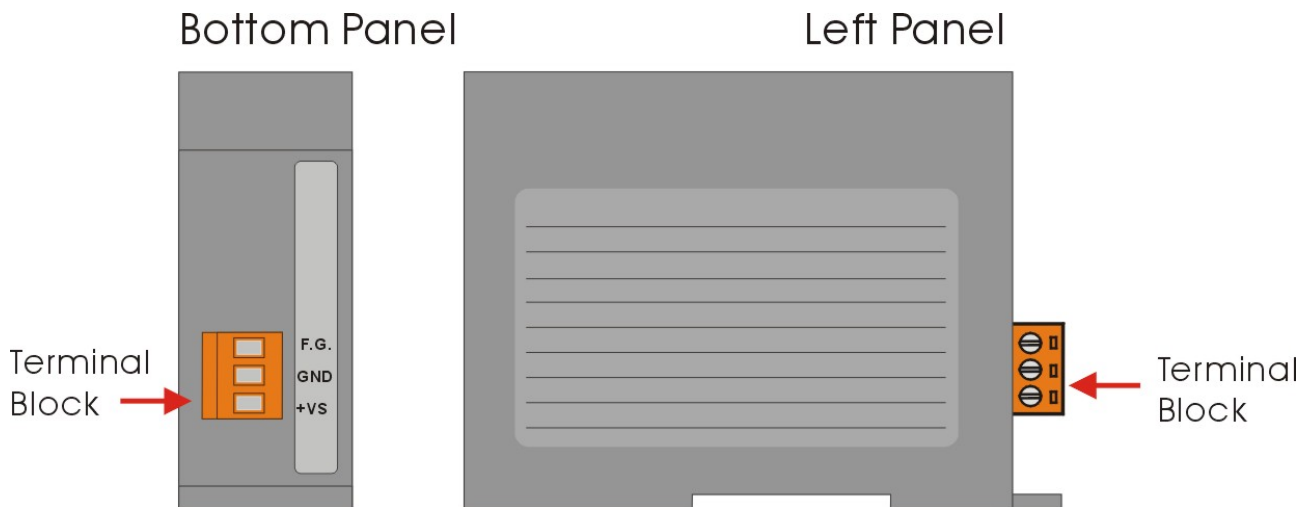 Bottom Panel
Left Panel
F.G.
GND
+VS
Terminal
Block
Terminal
Block